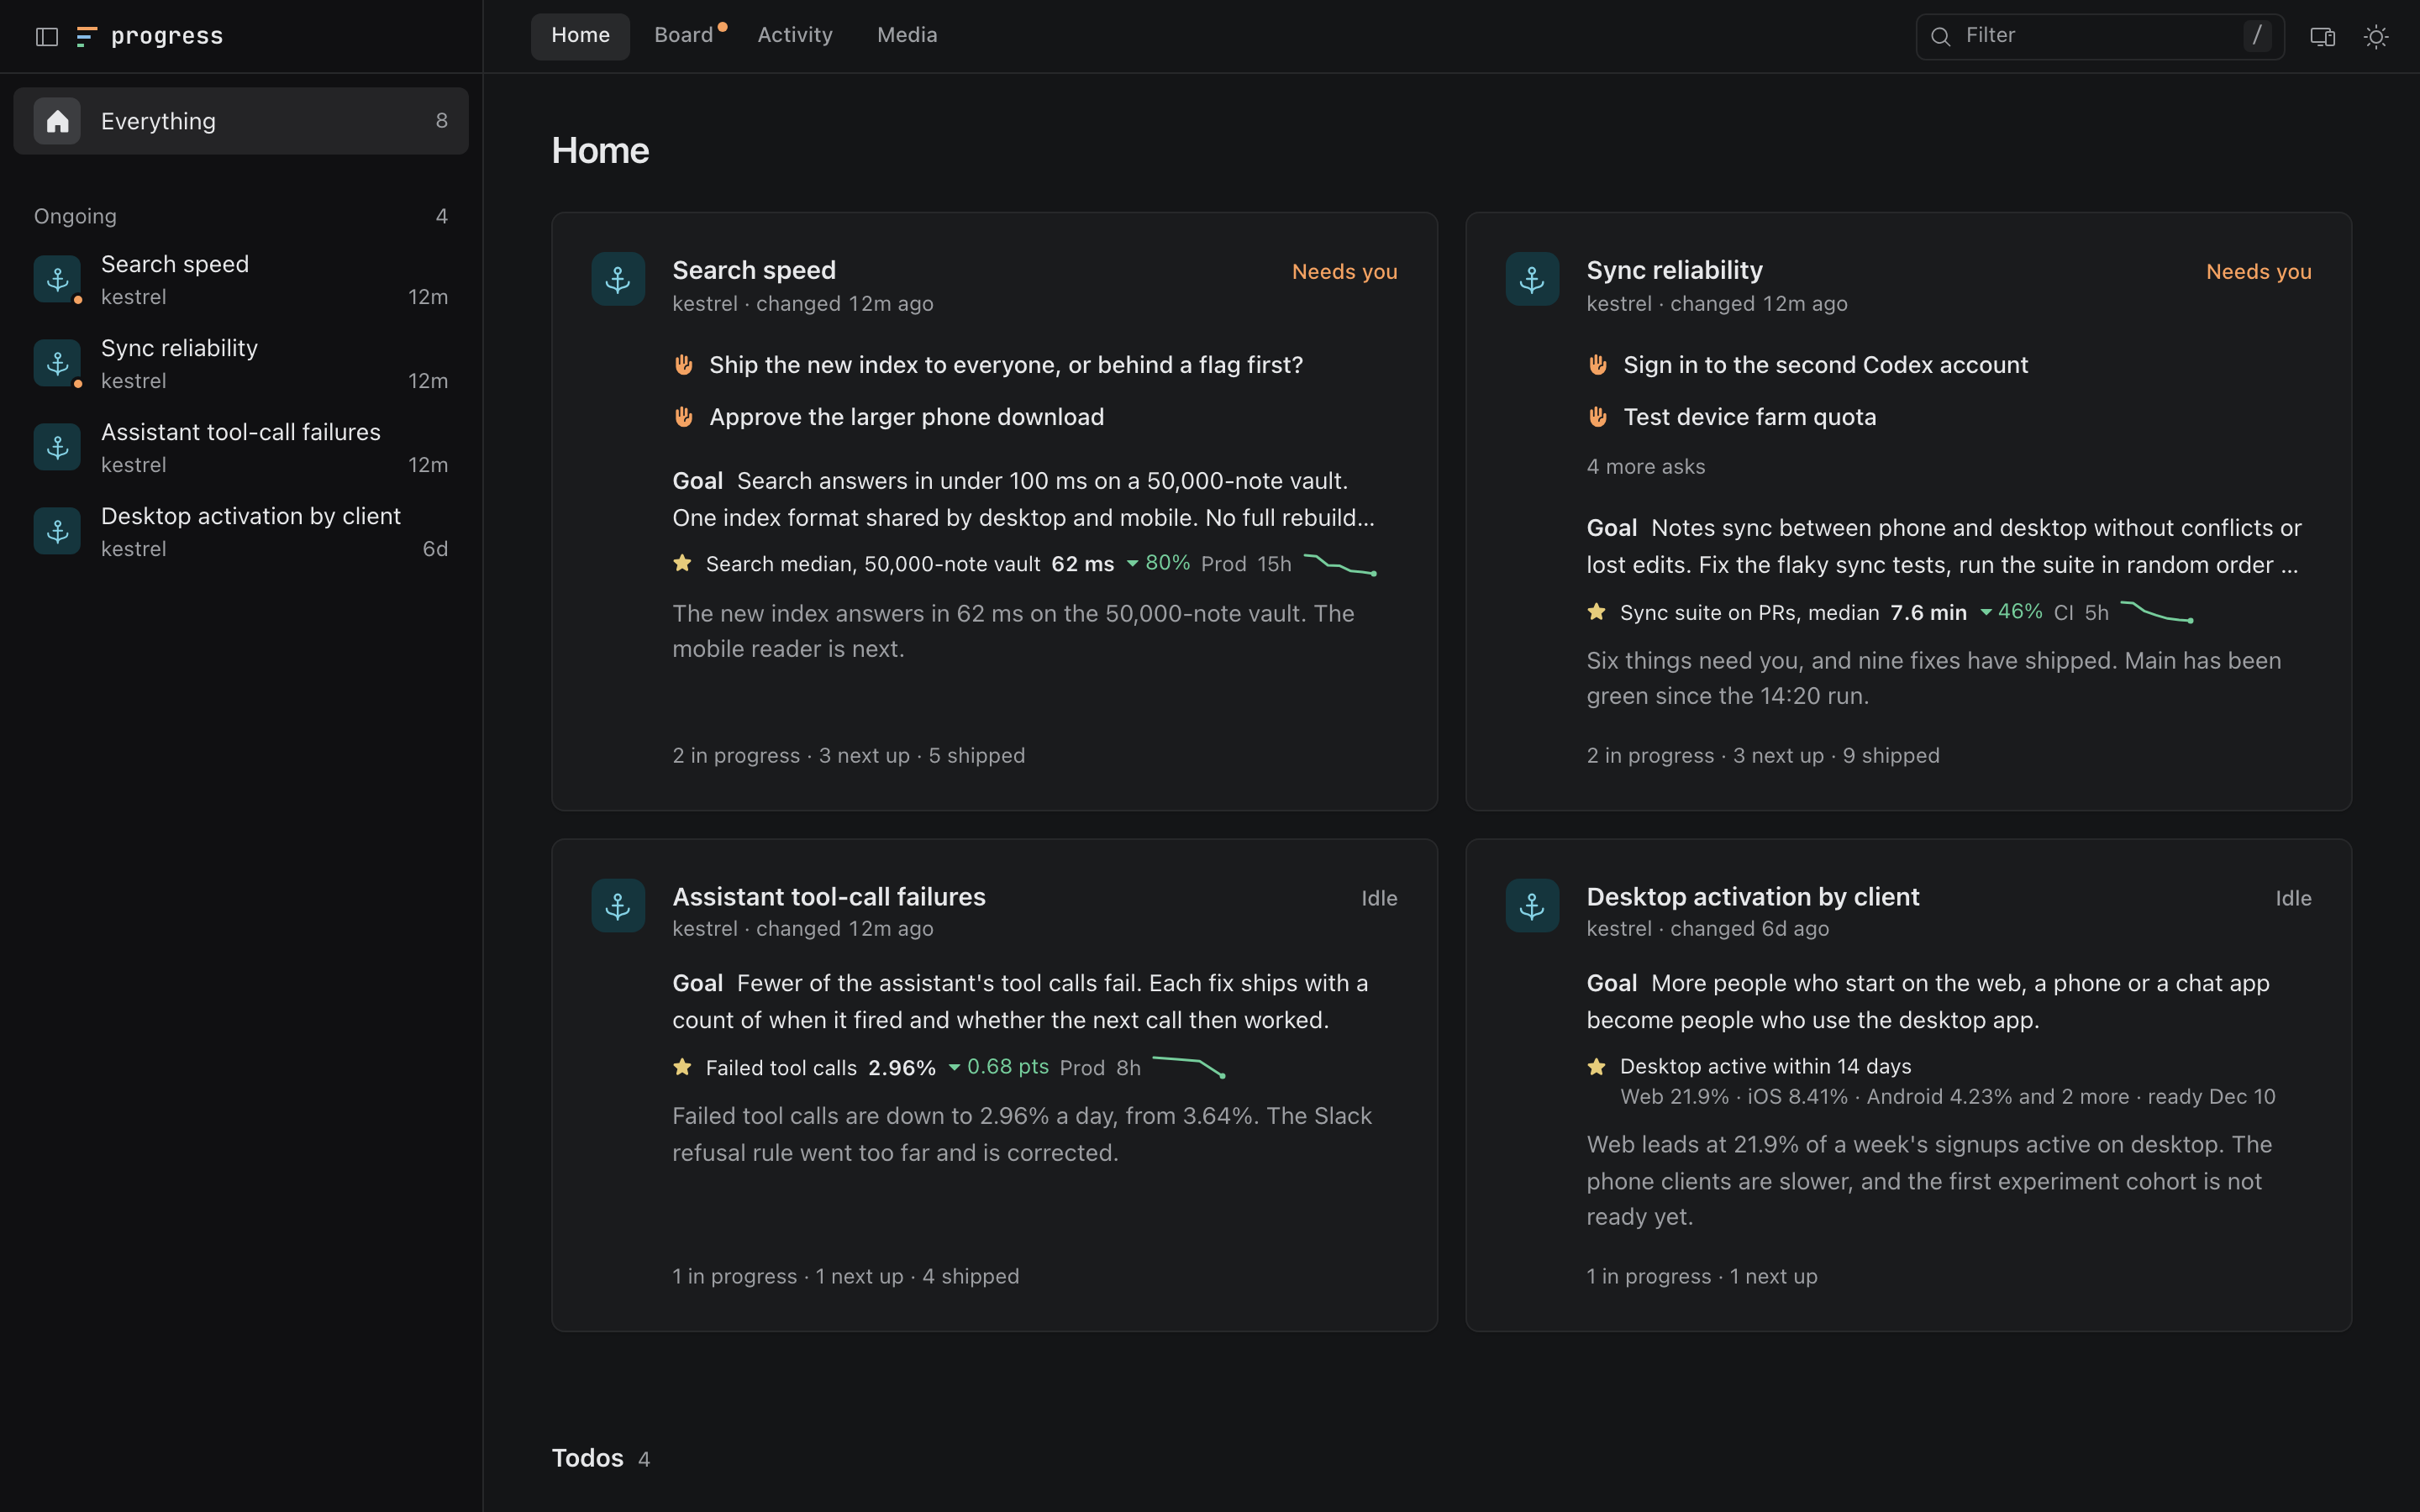 progress
Home
Board
Activity
Media
Filter
/
Everything
8
Ongoing
4
Search speed
kestrel
12m
Sync reliability
kestrel
12m
Assistant tool-call failures
kestrel
12m
Desktop activation by client
kestrel
6d
Home
Search speed
Needs you
kestrel · changed 12m ago
Ship the new index to everyone, or behind a flag first?
Approve the larger phone download
Goal Search answers in under 100 ms on a 50,000-note vault.
One index format shared by desktop and mobile. No full rebuild...
Search median, 50,000-note vault 62 ms 80% Prod 15h
The new index answers in 62 ms on the 50,000-note vault. The
mobile reader is next.
2 in progress · 3 next up · 5 shipped
Sync reliability
Needs you
kestrel · changed 12m ago
Sign in to the second Codex account
Test device farm quota
4 more asks
Goal Notes sync between phone and desktop without conflicts or
lost edits. Fix the flaky sync tests, run the suite in random order ...
Sync suite on PRs, median 7.6 min 46% CI 5h
Six things need you, and nine fixes have shipped. Main has been
green since the 14:20 run.
2 in progress · 3 next up · 9 shipped
Assistant tool-call failures
Idle
kestrel · changed 12m ago
Goal Fewer of the assistant's tool calls fail. Each fix ships with a
count of when it fired and whether the next call then worked.
Failed tool calls 2.96% 0.68 pts Prod 8h
Failed tool calls are down to 2.96% a day, from 3.64%. The Slack
refusal rule went too far and is corrected.
1 in progress · 1 next up · 4 shipped
Desktop activation by client
Idle
kestrel · changed 6d ago
Goal More people who start on the web, a phone or a chat app
become people who use the desktop app.
Desktop active within 14 days
Web 21.9% · iOS 8.41% · Android 4.23% and 2 more · ready Dec 10
Web leads at 21.9% of a week's signups active on desktop. The
phone clients are slower, and the first experiment cohort is not
ready yet.
1 in progress · 1 next up
Todos 4